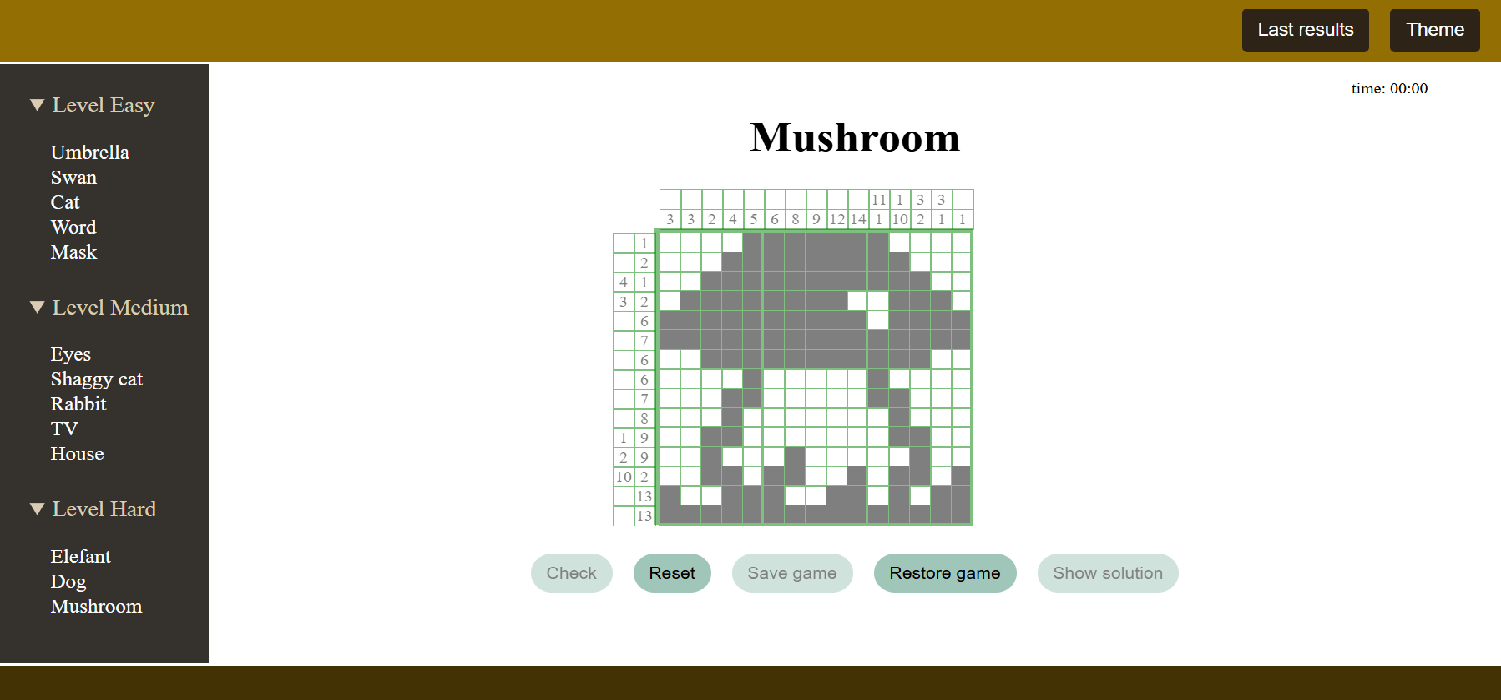 Last results Theme
time: 00:00
▼ Level Easy
Umbrella
Swan
Cat
Word
Mask
▼ Level Medium
Eyes
Shaggy cat
Rabbit
TV
House
▼ Level Hard
Elefant
Dog
Mushroom
Mushroom
11 1 3 3
3 3 2 4 5 6 8 9 12 14 1 10 2 1 1
1
2
4 1
3 2
6
7
6
6
7
8
1 9
2 9
10 2
13
13
Check Reset Save game Restore game Show solution